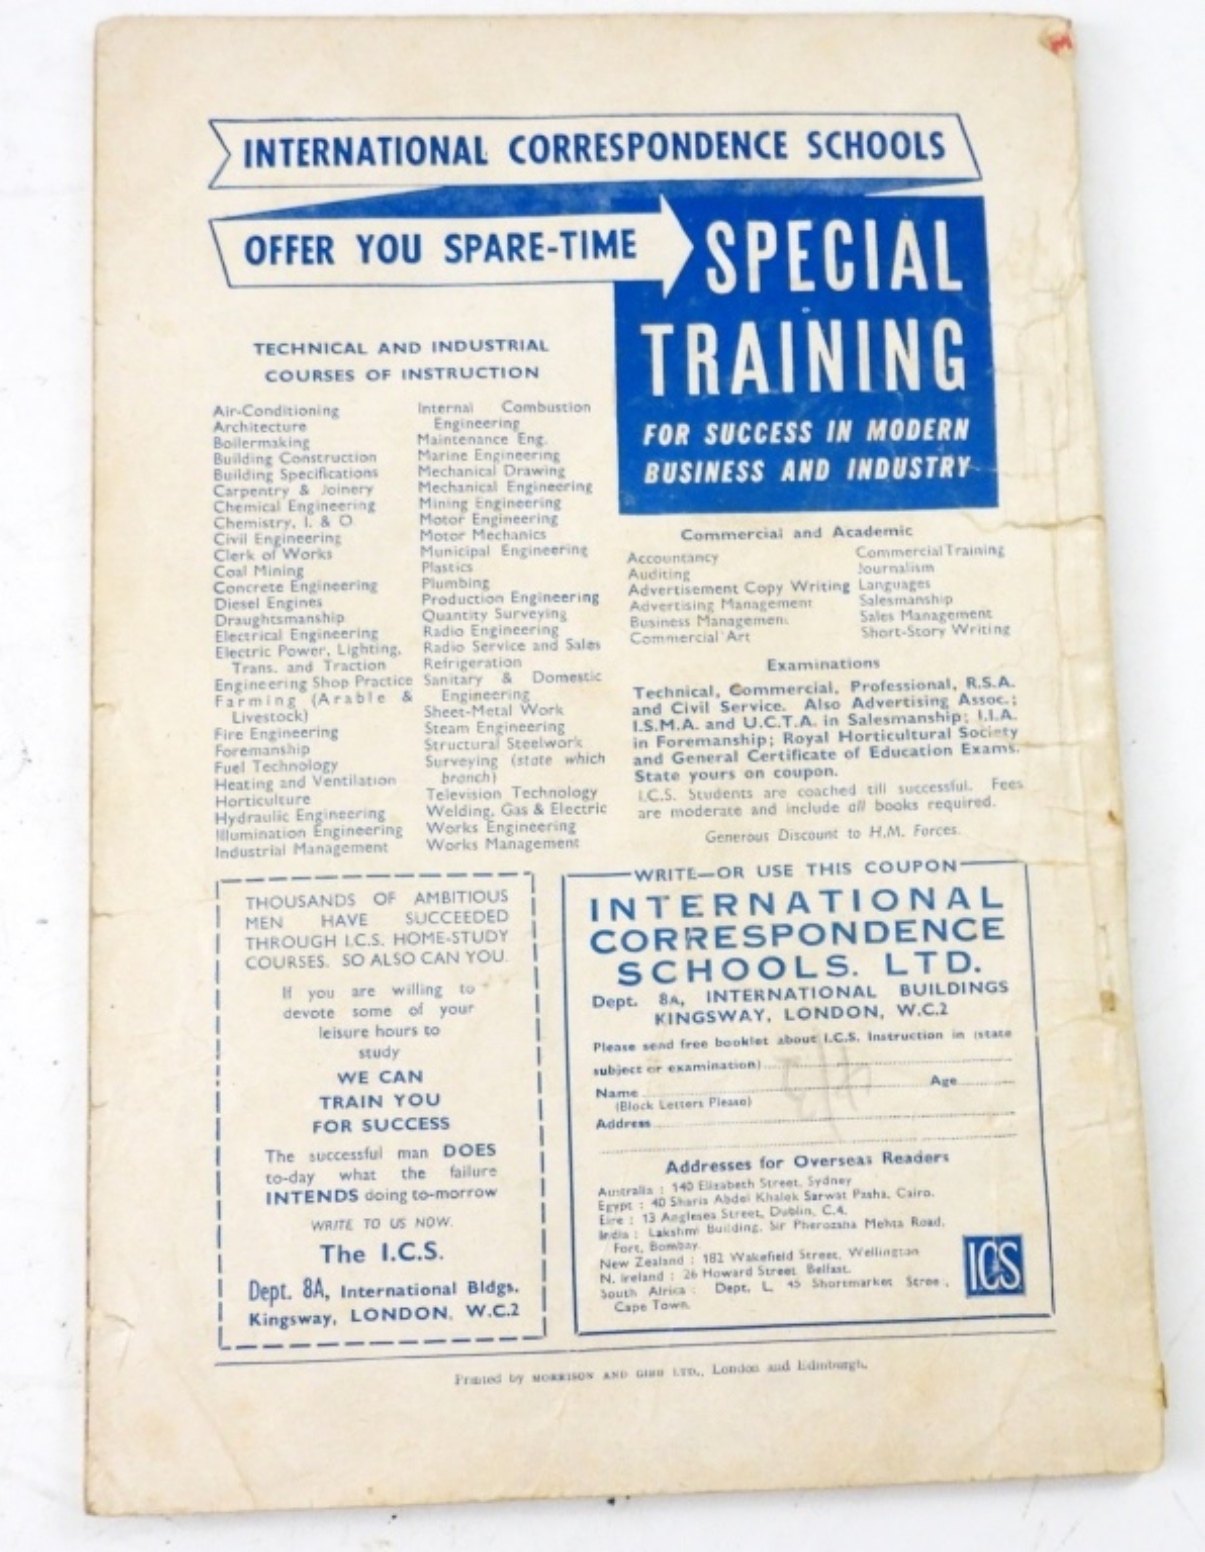 INTERNATIONAL CORRESPONDENCE SCHOOLS
OFFER YOU SPARE-TIME
SPECIAL
TRAINING
FOR SUCCESS IN MODERN
BUSINESS AND INDUSTRY
TECHNICAL AND INDUSTRIAL
COURSES OF INSTRUCTION
Air-Conditioning
Architecture
Boilermaking
Building Construction
Building Specifications
Carpentry & Joinery
Chemical Engineering
Chemistry, I. & O
Civil Engineering
Clerk of Works
Coal Mining
Concrete Engineering
Diesel Engines
Draughtsmanship
Electrical Engineering
Electric Power, Lighting,
Trans. and Traction
Engineering Shop Practice
Farming (Arable &
Livestock)
Fire Engineering
Foremanship
Fuel Technology
Heating and Ventilation
Horticulture
Hydraulic Engineering
Illumination Engineering
Industrial Management
Internal Combustion
Engineering
Maintenance Eng.
Marine Engineering
Mechanical Drawing
Mechanical Engineering
Mining Engineering
Motor Engineering
Motor Mechanics
Municipal Engineering
Plastics
Plumbing
Production Engineering
Quantity Surveying
Radio Engineering
Radio Service and Sales
Refrigeration
Sanitary & Domestic
Engineering
Sheet-Metal Work
Steam Engineering
Structural Steelwork
Surveying (state which
branch)
Television Technology
Welding, Gas & Electric
Works Engineering
Works Management
Commercial and Academic
Accountancy
Auditing
Advertisement Copy Writing
Advertising Management
Business Management
Commercial Art
Commercial Training
Journalism
Languages
Salesmanship
Sales Management
Short-Story Writing
Examinations
Technical, Commercial, Professional, R.S.A.
and Civil Service. Also Advertising Assoc.;
I.S.M.A. and U.C.T.A. in Salesmanship; I.I.A.
in Foremanship; Royal Horticultural Society
and General Certificate of Education Exams.
State yours on coupon.
I.C.S. Students are coached till successful. Fees
are moderate and include all books required.
Generous Discount to H.M. Forces.
THOUSANDS OF AMBITIOUS
MEN HAVE SUCCEEDED
THROUGH I.C.S. HOME-STUDY
COURSES. SO ALSO CAN YOU.
If you are willing to
devote some of your
leisure hours to
study
WE CAN
TRAIN YOU
FOR SUCCESS
The successful man DOES
to-day what the failure
INTENDS doing to-morrow
WRITE TO US NOW.
The I.C.S.
Dept. 8A, International Bldgs.
Kingsway, LONDON, W.C.2
WRITE—OR USE THIS COUPON
INTERNATIONAL
CORRESPONDENCE
SCHOOLS. LTD.
Dept. 8A, INTERNATIONAL BUILDINGS
KINGSWAY, LONDON, W.C.2
Please send free booklet about I.C.S. Instruction in (state
subject or examination)
Name Age
(Block Letters Please)
Address
Addresses for Overseas Readers
Australia : 140 Elizabeth Street, Sydney
Egypt : 40 Sharia Abdel Khalek Sarwat Pasha, Cairo.
Eire : 13 Anglesea Street, Dublin, C.4.
India : Lakshmi Building, Sir Pherozsha Mehta Road,
Fort, Bombay
New Zealand : 182 Wakefield Street, Wellington
N. Ireland : 26 Howard Street, Belfast.
South Africa : Dept. L, 45 Shortmarket Street,
Cape Town.
ICS
Printed by MORRISON AND GIBB LTD., London and Edinburgh.